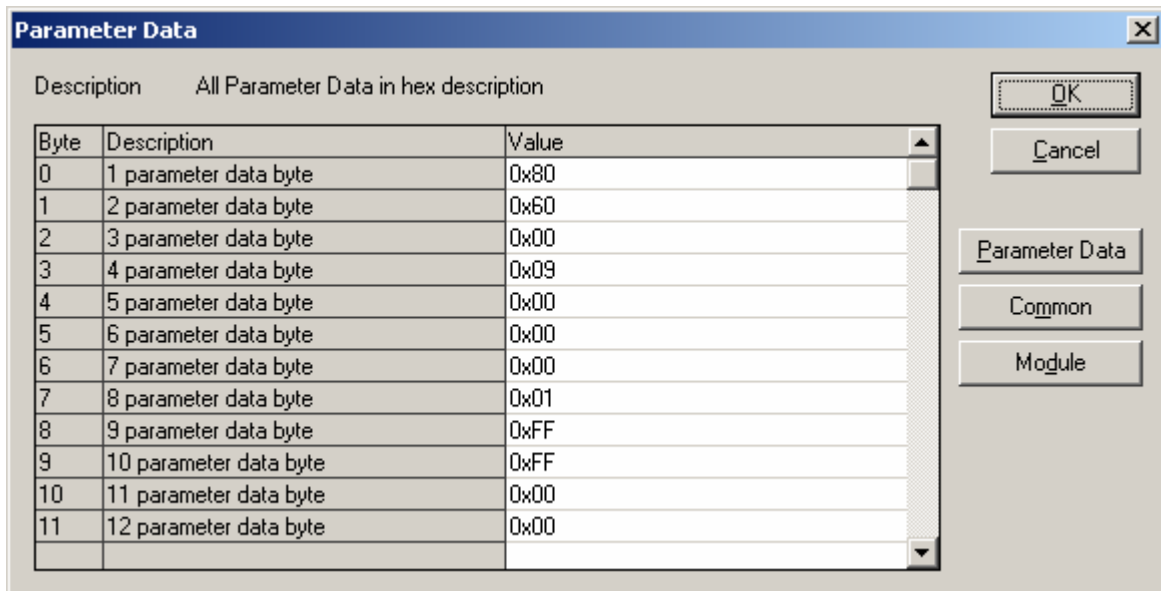 Parameter Data
Description All Parameter Data in hex description
OK
Cancel
Parameter Data
Common
Module
Byte Description Value
0 1 parameter data byte 0x80
1 2 parameter data byte 0x60
2 3 parameter data byte 0x00
3 4 parameter data byte 0x09
4 5 parameter data byte 0x00
5 6 parameter data byte 0x00
6 7 parameter data byte 0x00
7 8 parameter data byte 0x01
8 9 parameter data byte 0xFF
9 10 parameter data byte 0xFF
10 11 parameter data byte 0x00
11 12 parameter data byte 0x00